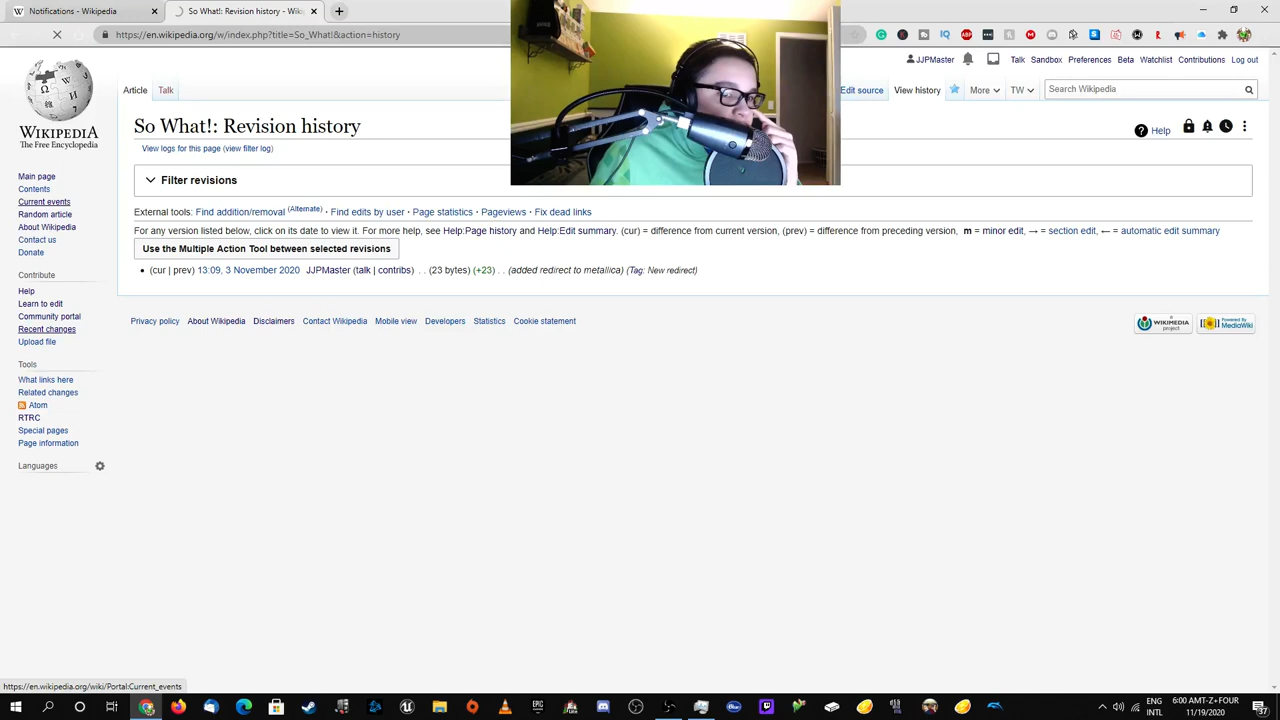 Notifications - Wikipedia
So What!: Revision history - Wiki
https://en.wikipedia.org/w/index.php?title=So_What!&action=history
JJPMaster Talk Sandbox Preferences Beta Watchlist Contributions Log out
Article Talk Edit source View history More TW Search Wikipedia
WIKIPEDIA
The Free Encyclopedia
So What!: Revision history
Help
View logs for this page (view filter log)
Filter revisions
External tools: Find addition/removal (Alternate) · Find edits by user · Page statistics · Pageviews · Fix dead links
For any version listed below, click on its date to view it. For more help, see Help:Page history and Help:Edit summary. (cur) = difference from current version, (prev) = difference from preceding version, m = minor edit, → = section edit, ← = automatic edit summary
Use the Multiple Action Tool between selected revisions
(cur | prev) 13:09, 3 November 2020 JJPMaster (talk | contribs) . . (23 bytes) (+23) . . (added redirect to metallica) (Tag: New redirect)
Privacy policy About Wikipedia Disclaimers Contact Wikipedia Mobile view Developers Statistics Cookie statement
A WIKIMEDIA project
Powered By MediaWiki
Main page
Contents
Current events
Random article
About Wikipedia
Contact us
Donate
Contribute
Help
Learn to edit
Community portal
Recent changes
Upload file
Tools
What links here
Related changes
Atom
RTRC
Special pages
Page information
Languages
https://en.wikipedia.org/wiki/Portal:Current_events
ENG
INTL
6:00 AMT-Z+FOUR
11/19/2020